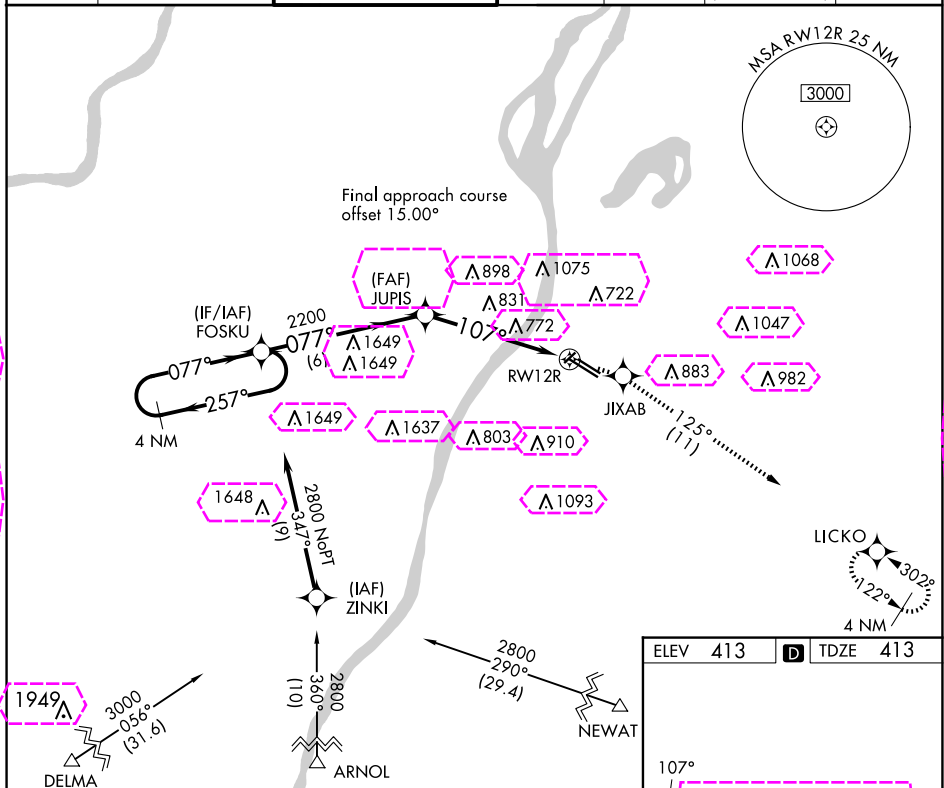 MSA RW12R 25 NM
3000
Final approach course
offset 15.00°
(FAF)
JUPIS
898
1075
1068
831
722
(IF/IAF)
FOSKU
2200
077°
(6)
1649
1649
107°
772
1047
077°
257°
4 NM
RW12R
JIXAB
883
982
125°
(11)
1649
1637
803
910
1648
2800 NoPT
347°
(9)
1093
(IAF)
ZINKI
LICKO
302°
122°
4 NM
2800
360°
(10)
2800
290°
(29.4)
NEWAT
1949
3000
056°
(31.6)
DELMA
ARNOL
ELEV 413 D TDZE 413
107°